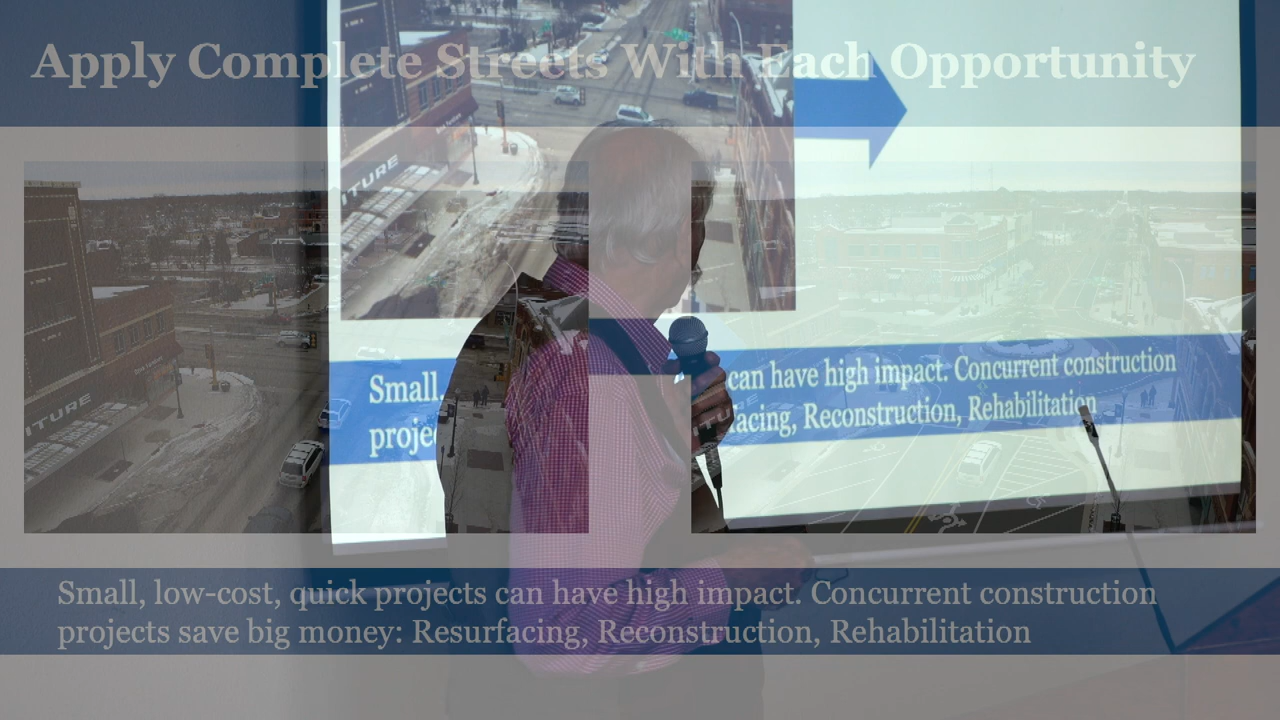 Apply Complete Streets With Each Opportunity
ITURE
ITURE
Small,
can have high impact. Concurrent construction
projec
facing, Reconstruction, Rehabilitation
Small, low-cost, quick projects can have high impact. Concurrent construction
projects save big money: Resurfacing, Reconstruction, Rehabilitation